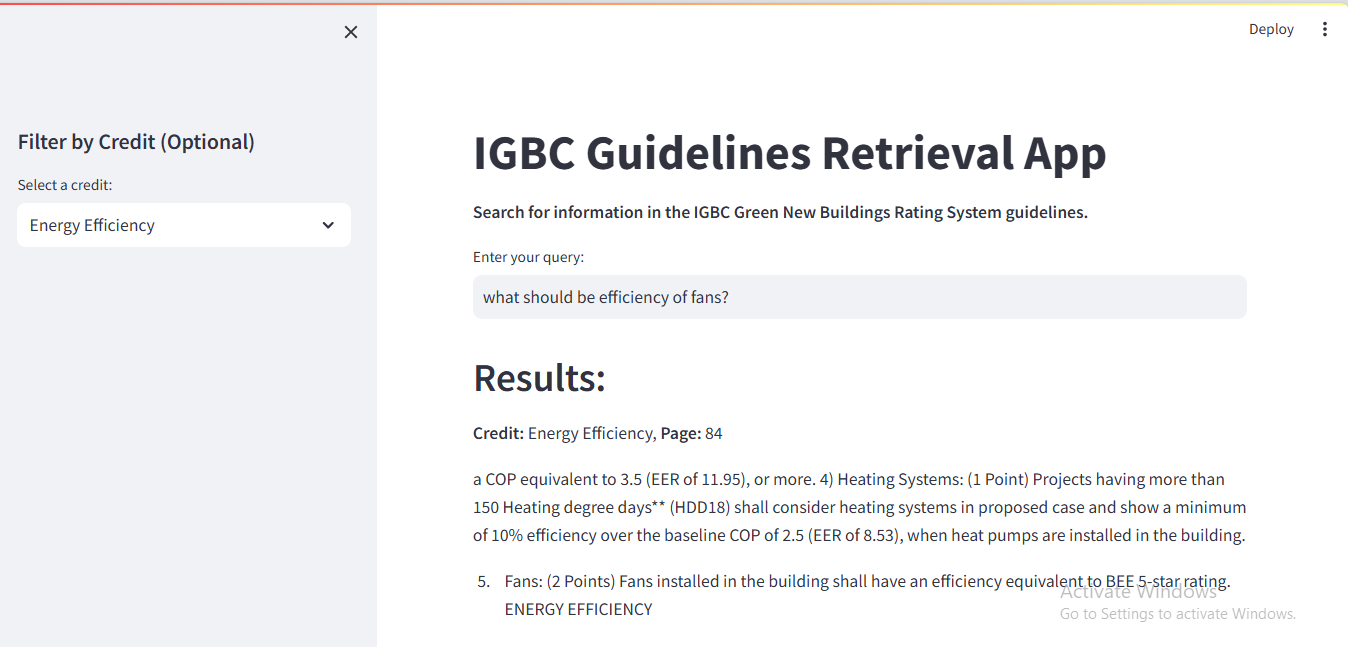 Deploy
Filter by Credit (Optional)
Select a credit:
Energy Efficiency
IGBC Guidelines Retrieval App
Search for information in the IGBC Green New Buildings Rating System guidelines.
Enter your query:
what should be efficiency of fans?
Results:
Credit: Energy Efficiency, Page: 84
a COP equivalent to 3.5 (EER of 11.95), or more. 4) Heating Systems: (1 Point) Projects having more than
150 Heating degree days** (HDD18) shall consider heating systems in proposed case and show a minimum
of 10% efficiency over the baseline COP of 2.5 (EER of 8.53), when heat pumps are installed in the building.
5. Fans: (2 Points) Fans installed in the building shall have an efficiency equivalent to BEE 5-star rating.
ENERGY EFFICIENCY
Activate Windows
Go to Settings to activate Windows.